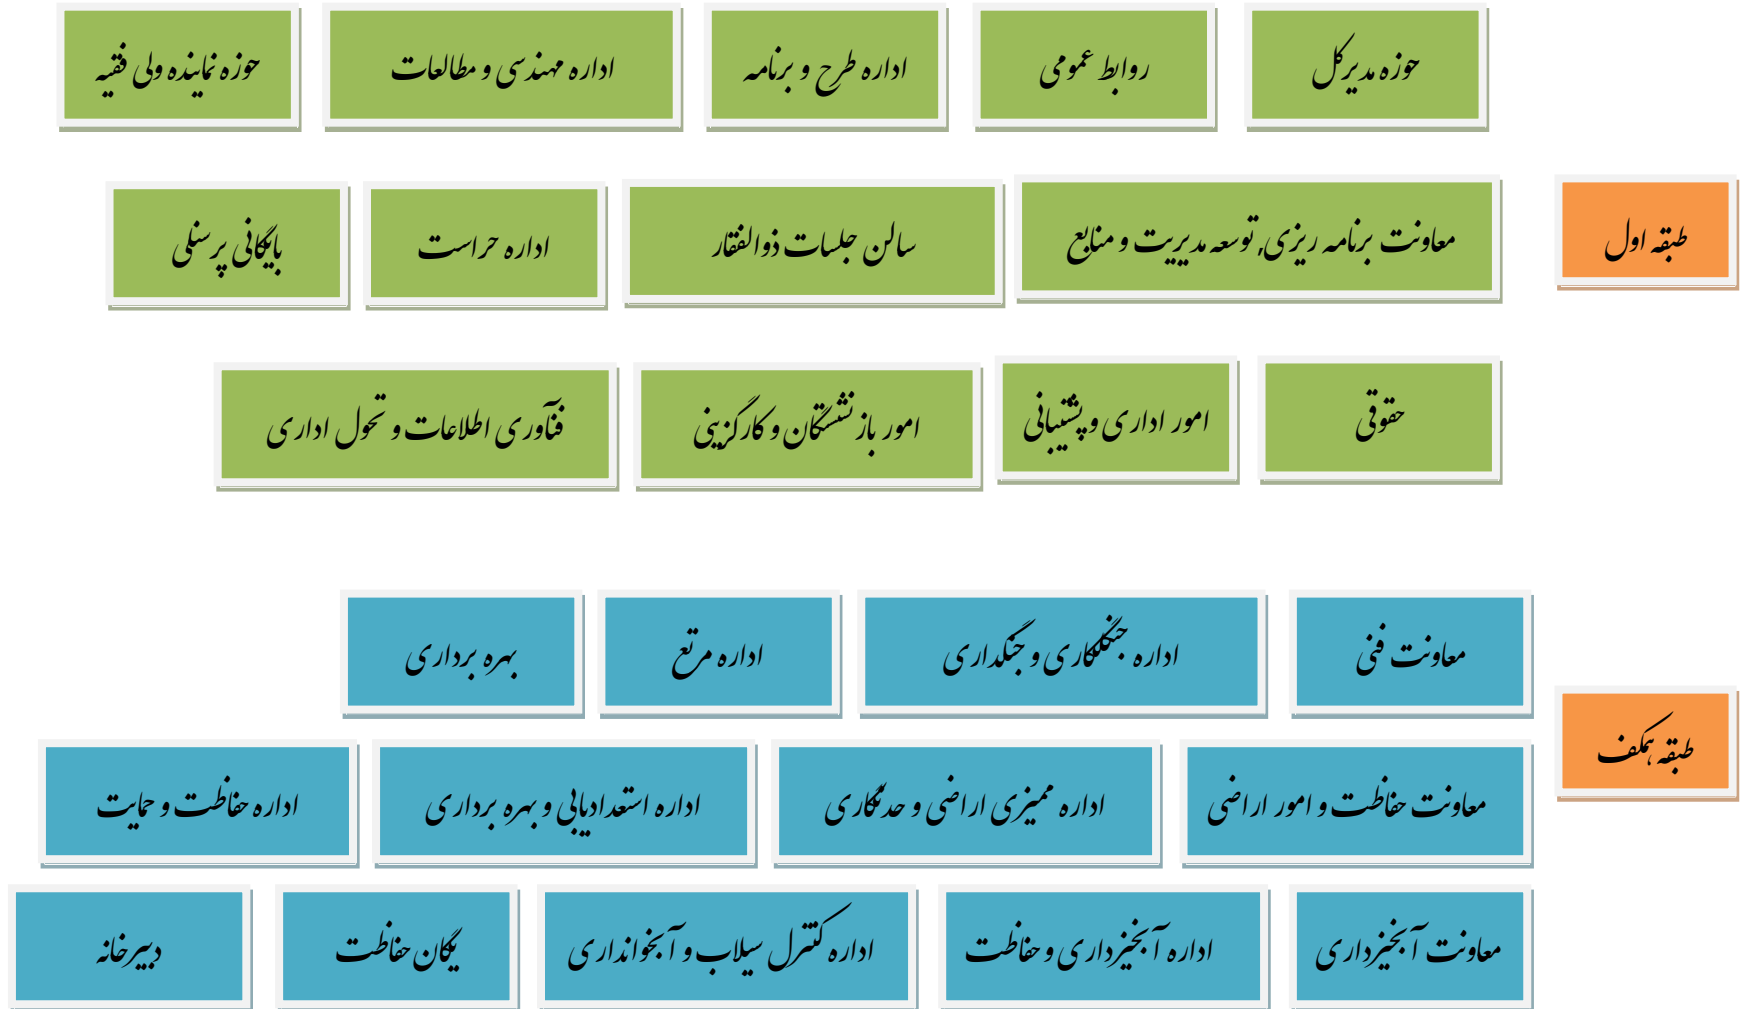 حوزه مدیرکل
روابط عمومی
اداره طرح و برنامه
اداره مهندسی و مطالعات
حوزه نماینده ولی فقیه
طبقه اول
معاونت برنامه ریزی, توسعه مدیریت و منابع
سالن جلسات ذوالفقار
اداره حراست
بایگانی پرسنلی
حقوقی
امور اداری و پشتیبانی
امور بازنشستگان و کارگزینی
فنآوری اطلاعات و تحول اداری
معاونت فنی
اداره جنگلکاری و جنگلداری
اداره مرتع
بهره برداری
طبقه همکف
معاونت حفاظت و امور اراضی
اداره ممیزی اراضی و حدنگاری
اداره استعدادیابی و بهره برداری
اداره حفاظت و حمایت
معاونت آبخیزداری
اداره آبخیزداری و حفاظت
اداره کنترل سیلاب و آبخوانداری
یگان حفاظت
دبیرخانه